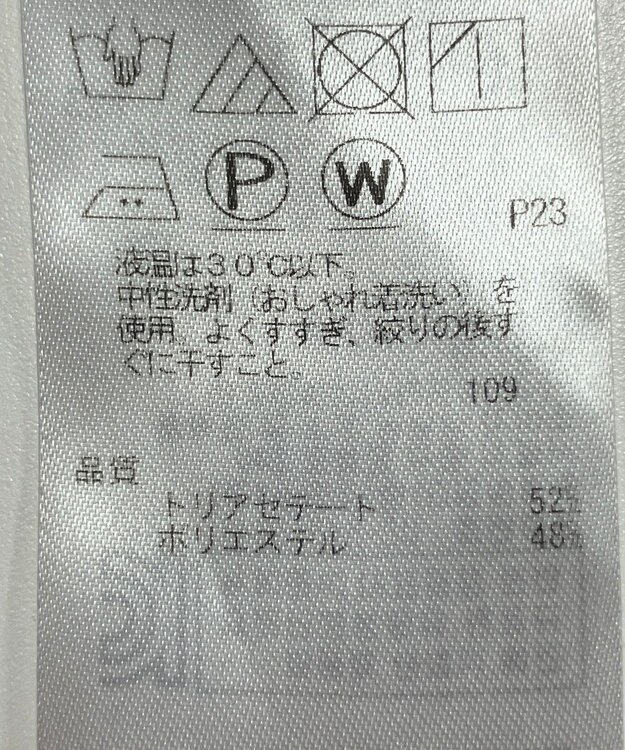 P W
P23
液温は30℃以下。
中性洗剤（おしゃれ着洗い）を
使用。よくすすぎ、絞りの後す
ぐに干すこと。
109
品質
トリアセテート 52%
ポリエステル 48%